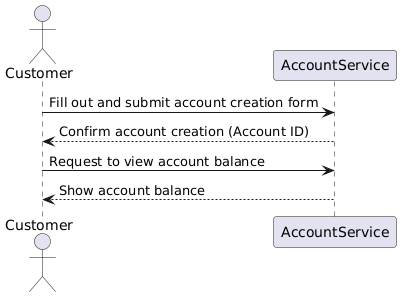 Customer
AccountService
Fill out and submit account creation form
Confirm account creation (Account ID)
Request to view account balance
Show account balance
Customer
AccountService